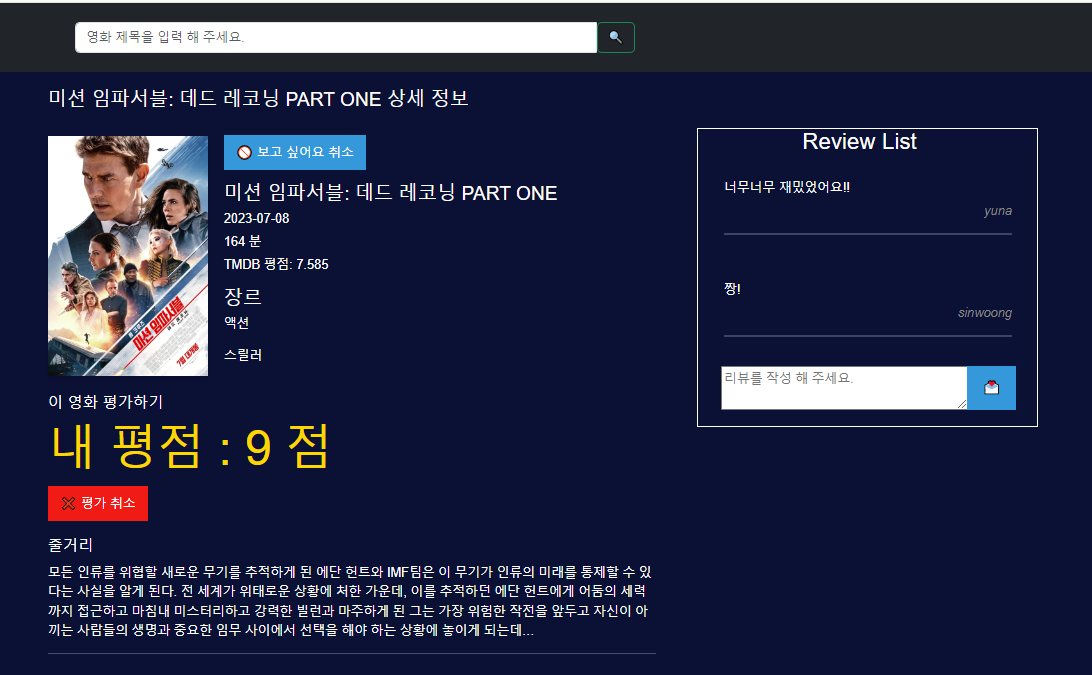 영화 제목을 입력 해 주세요.
미션 임파서블: 데드 레코닝 PART ONE 상세 정보
보고 싶어요 취소
미션 임파서블: 데드 레코닝 PART ONE
2023-07-08
164 분
TMDB 평점: 7.585
장르
액션
스릴러
미션 임파서블
이 영화 평가하기
내 평점 : 9 점
평가 취소
줄거리
모든 인류를 위협할 새로운 무기를 추적하게 된 에단 헌트와 IMF팀은 이 무기가 인류의 미래를 통제할 수 있
다는 사실을 알게 된다. 전 세계가 위태로운 상황에 처한 가운데, 이를 추적하던 에단 헌트에게 어둠의 세력
까지 접근하고 마침내 미스터리하고 강력한 빌런과 마주하게 된 그는 가장 위험한 작전을 앞두고 자신이 아
끼는 사람들의 생명과 중요한 임무 사이에서 선택을 해야 하는 상황에 놓이게 되는데...
Review List
너무너무 재밌었어요!!
yuna
짱!
sinwoong
리뷰를 작성 해 주세요.